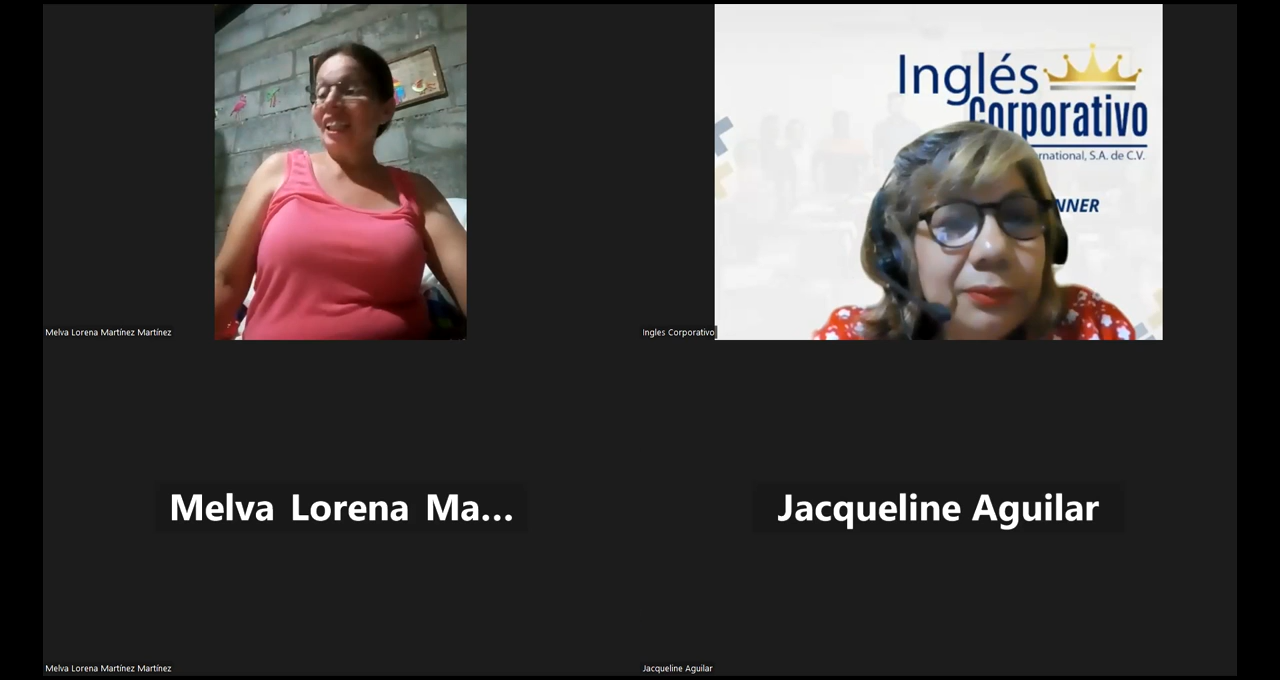 Inglés
Corporativo
rnational, S.A. de C.V.
NNER
Melva Lorena Martínez Martínez
Ingles Corporativo
Melva Lorena Ma...
Jacqueline Aguilar
Melva Lorena Martínez Martínez
Jacqueline Aguilar